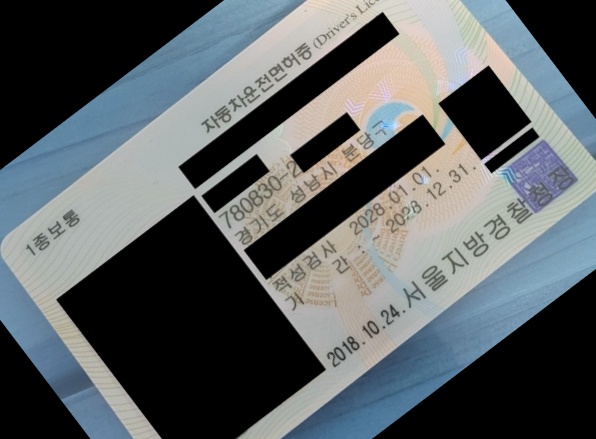 1종보통
자동차운전면허증 (Driver's Lic
780830-2
경기도 성남시 분당구
적성검사 2028.01.01.
기 간 : ~ 2028.12.31.
2018.10.24. 서울지방경찰청장